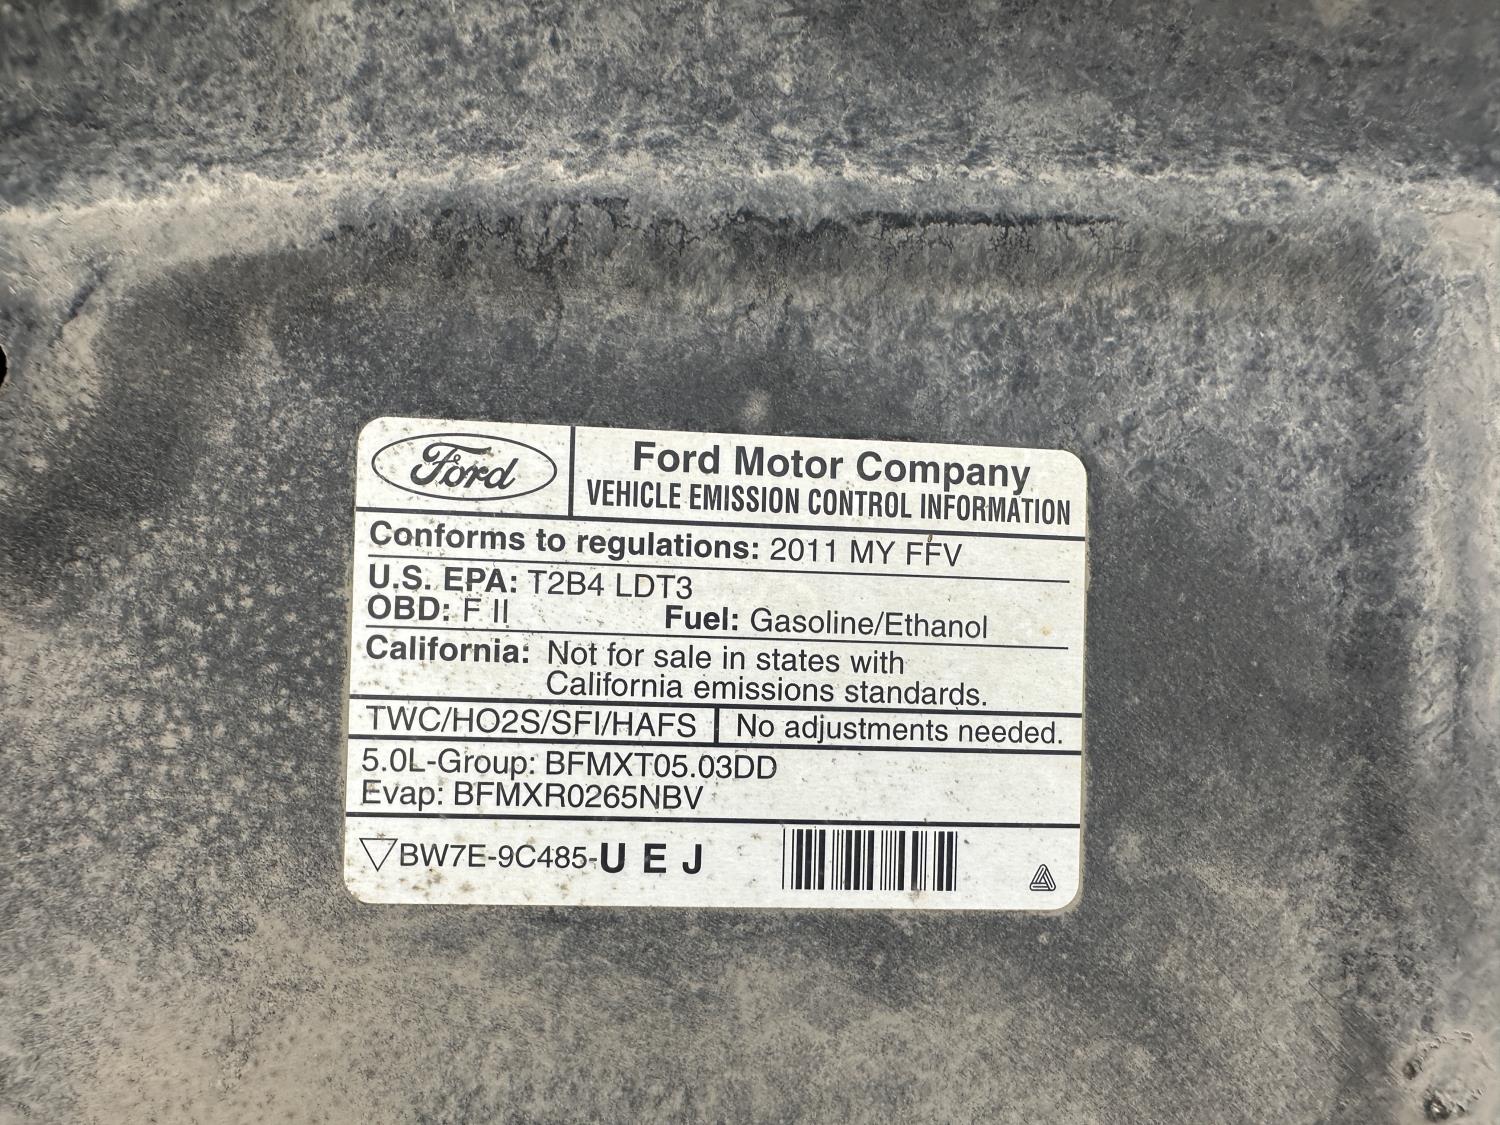 Ford
Ford Motor Company
VEHICLE EMISSION CONTROL INFORMATION
Conforms to regulations: 2011 MY FFV
U.S. EPA: T2B4 LDT3
OBD: F II Fuel: Gasoline/Ethanol
California: Not for sale in states with
California emissions standards.
TWC/HO2S/SFI/HAFS No adjustments needed.
5.0L-Group: BFMXT05.03DD
Evap: BFMXR0265NBV
BW7E-9C485-U E J